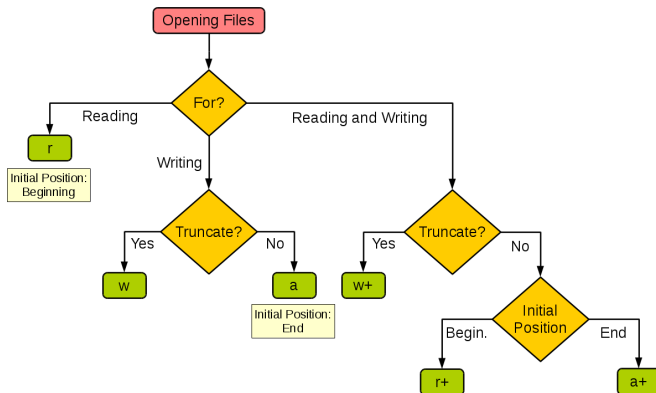 Opening Files
For?
Reading
Reading and Writing
r
Initial Position:
Beginning
Writing
Truncate?
Truncate?
Yes
No
Yes
No
w
a
w+
Initial Position:
End
Initial
Position
Begin.
End
r+
a+